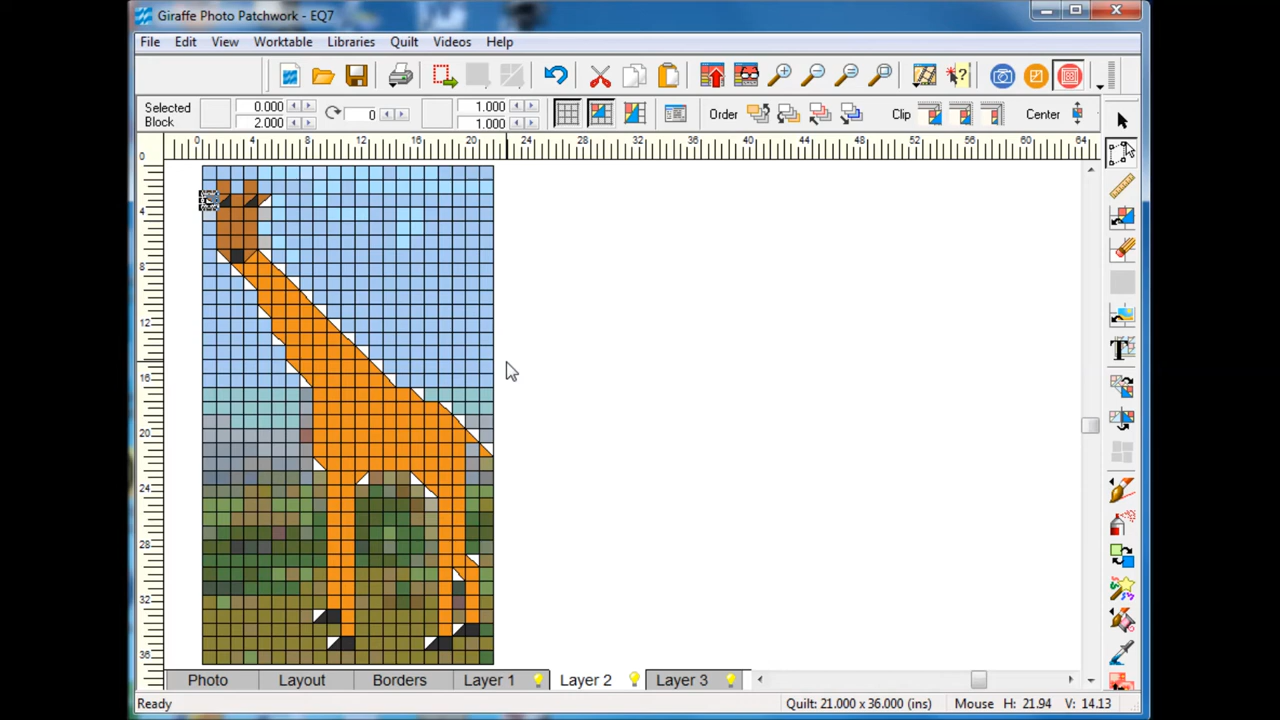 Giraffe Photo Patchwork - EQ7
File Edit View Worktable Libraries Quilt Videos Help
Selected Block 0.000 2.000 0 1.000 1.000 Order Clip Center
0 4 8 12 16 20 24 28 32 36 40 44 48 52 56 60 64
0
4
8
12
16
20
24
28
32
36
Photo Layout Borders Layer 1 Layer 2 Layer 3
Ready Quilt: 21.000 x 36.000 (ins) Mouse H: 21.94 V: 14.13